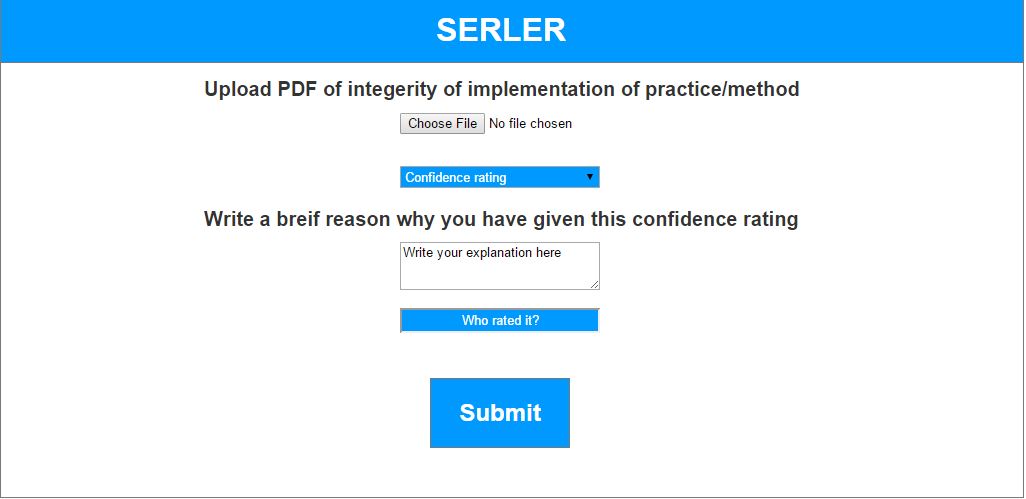 SERLER
Upload PDF of integerity of implementation of practice/method
Choose File No file chosen
Confidence rating
Write a breif reason why you have given this confidence rating
Write your explanation here
Who rated it?
Submit